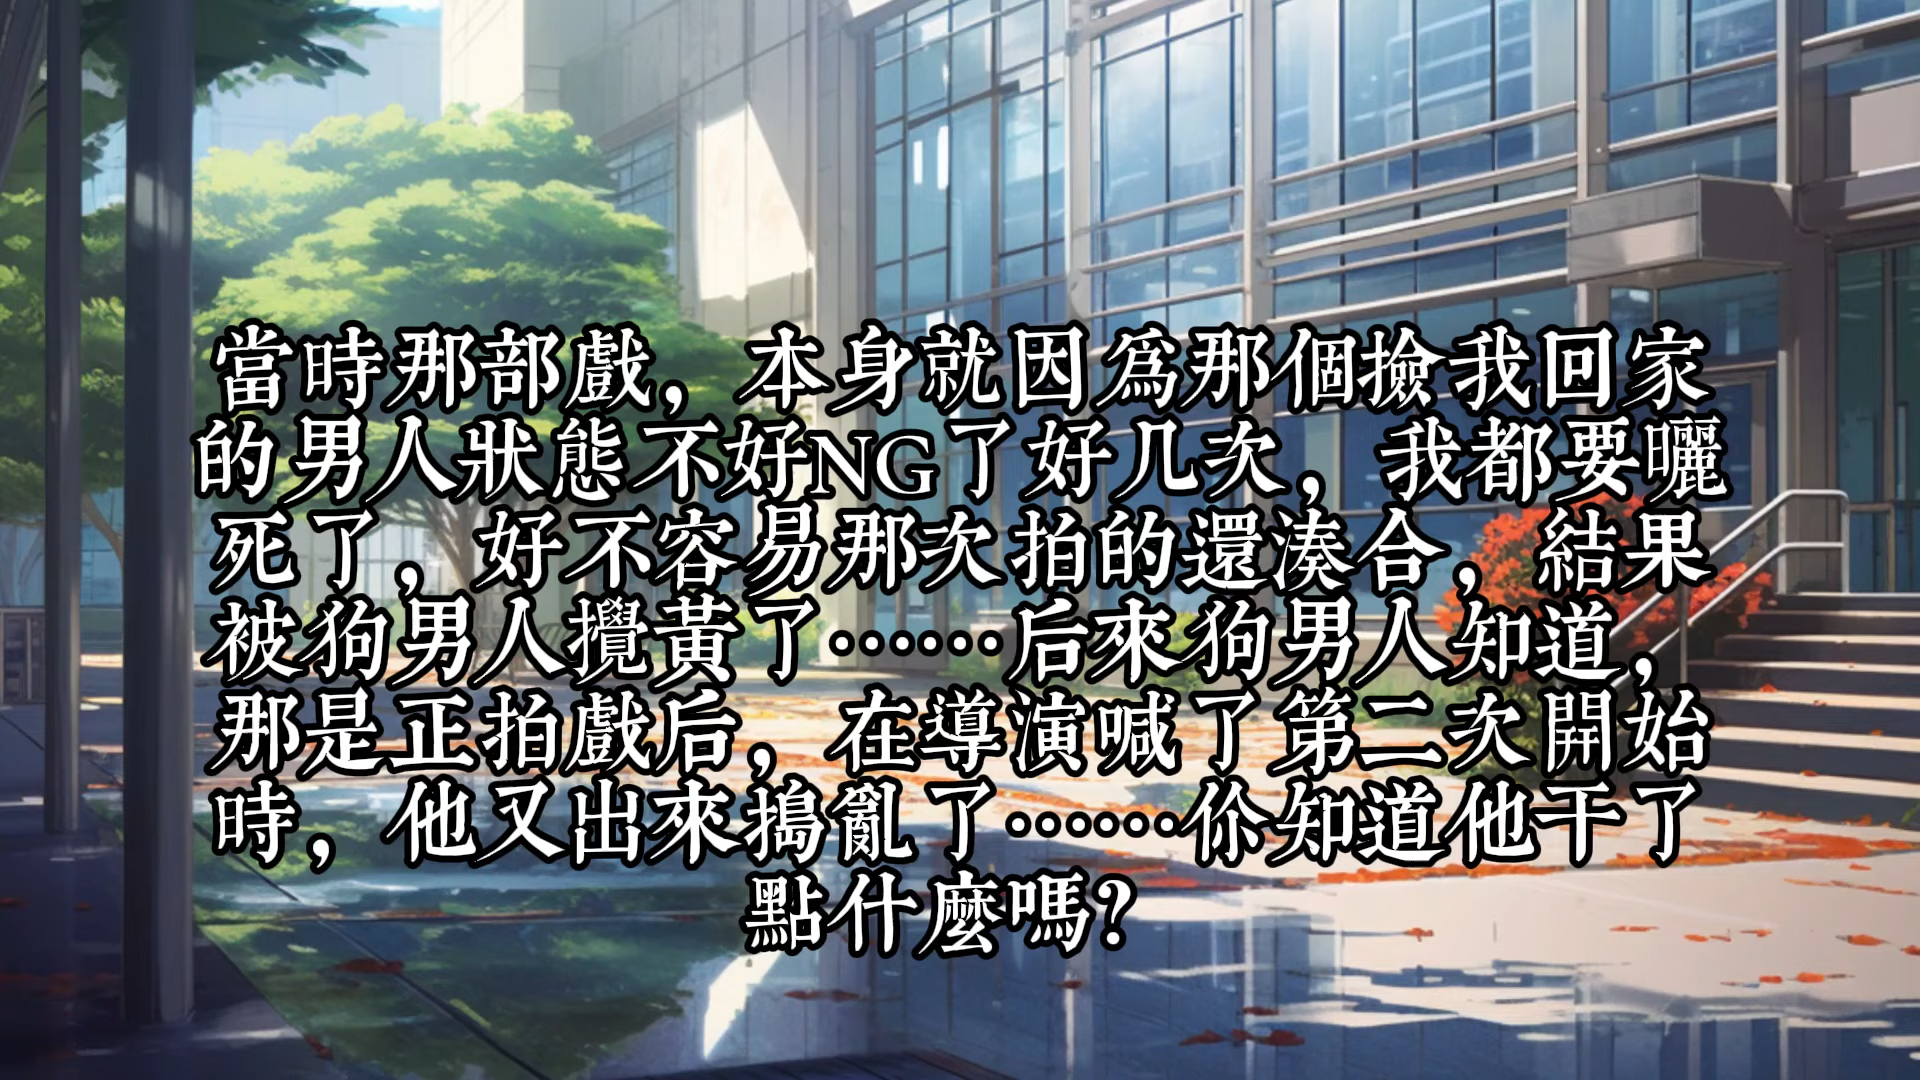 當時那部戲，本身就因爲那個撿我回家
的男人狀態不好NG了好几次，我都要曬
死了，好不容易那次拍的還湊合，結果
被狗男人攪黃了……后來狗男人知道，
那是正拍戲后，在導演喊了第二次開始
時，他又出來搗亂了……伱知道他干了
點什麼嗎？